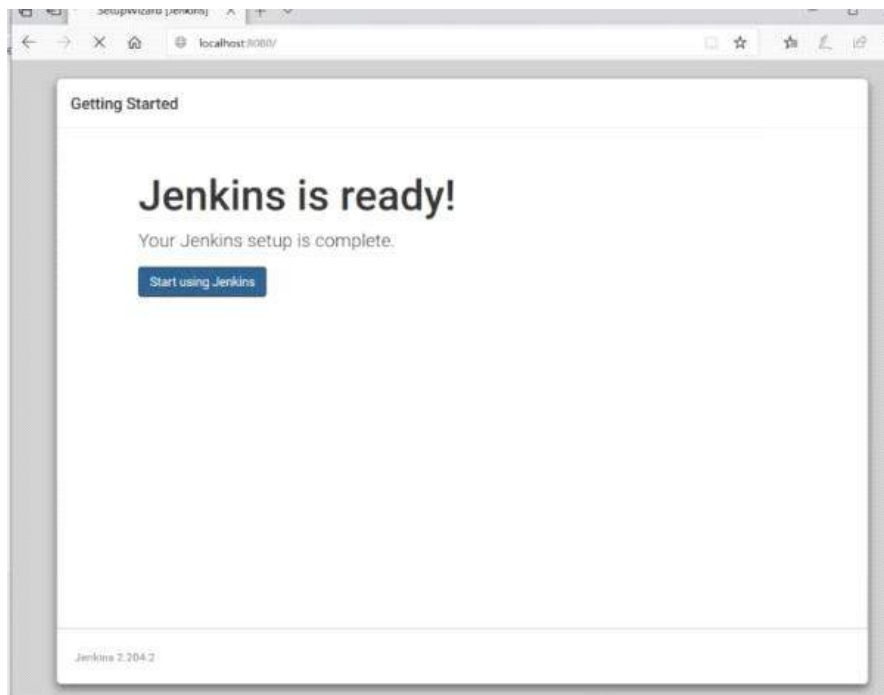 SetupWizard [Jenkins]
localhost:8080/
Getting Started
Jenkins is ready!
Your Jenkins setup is complete.
Start using Jenkins
Jenkins 2.204.2